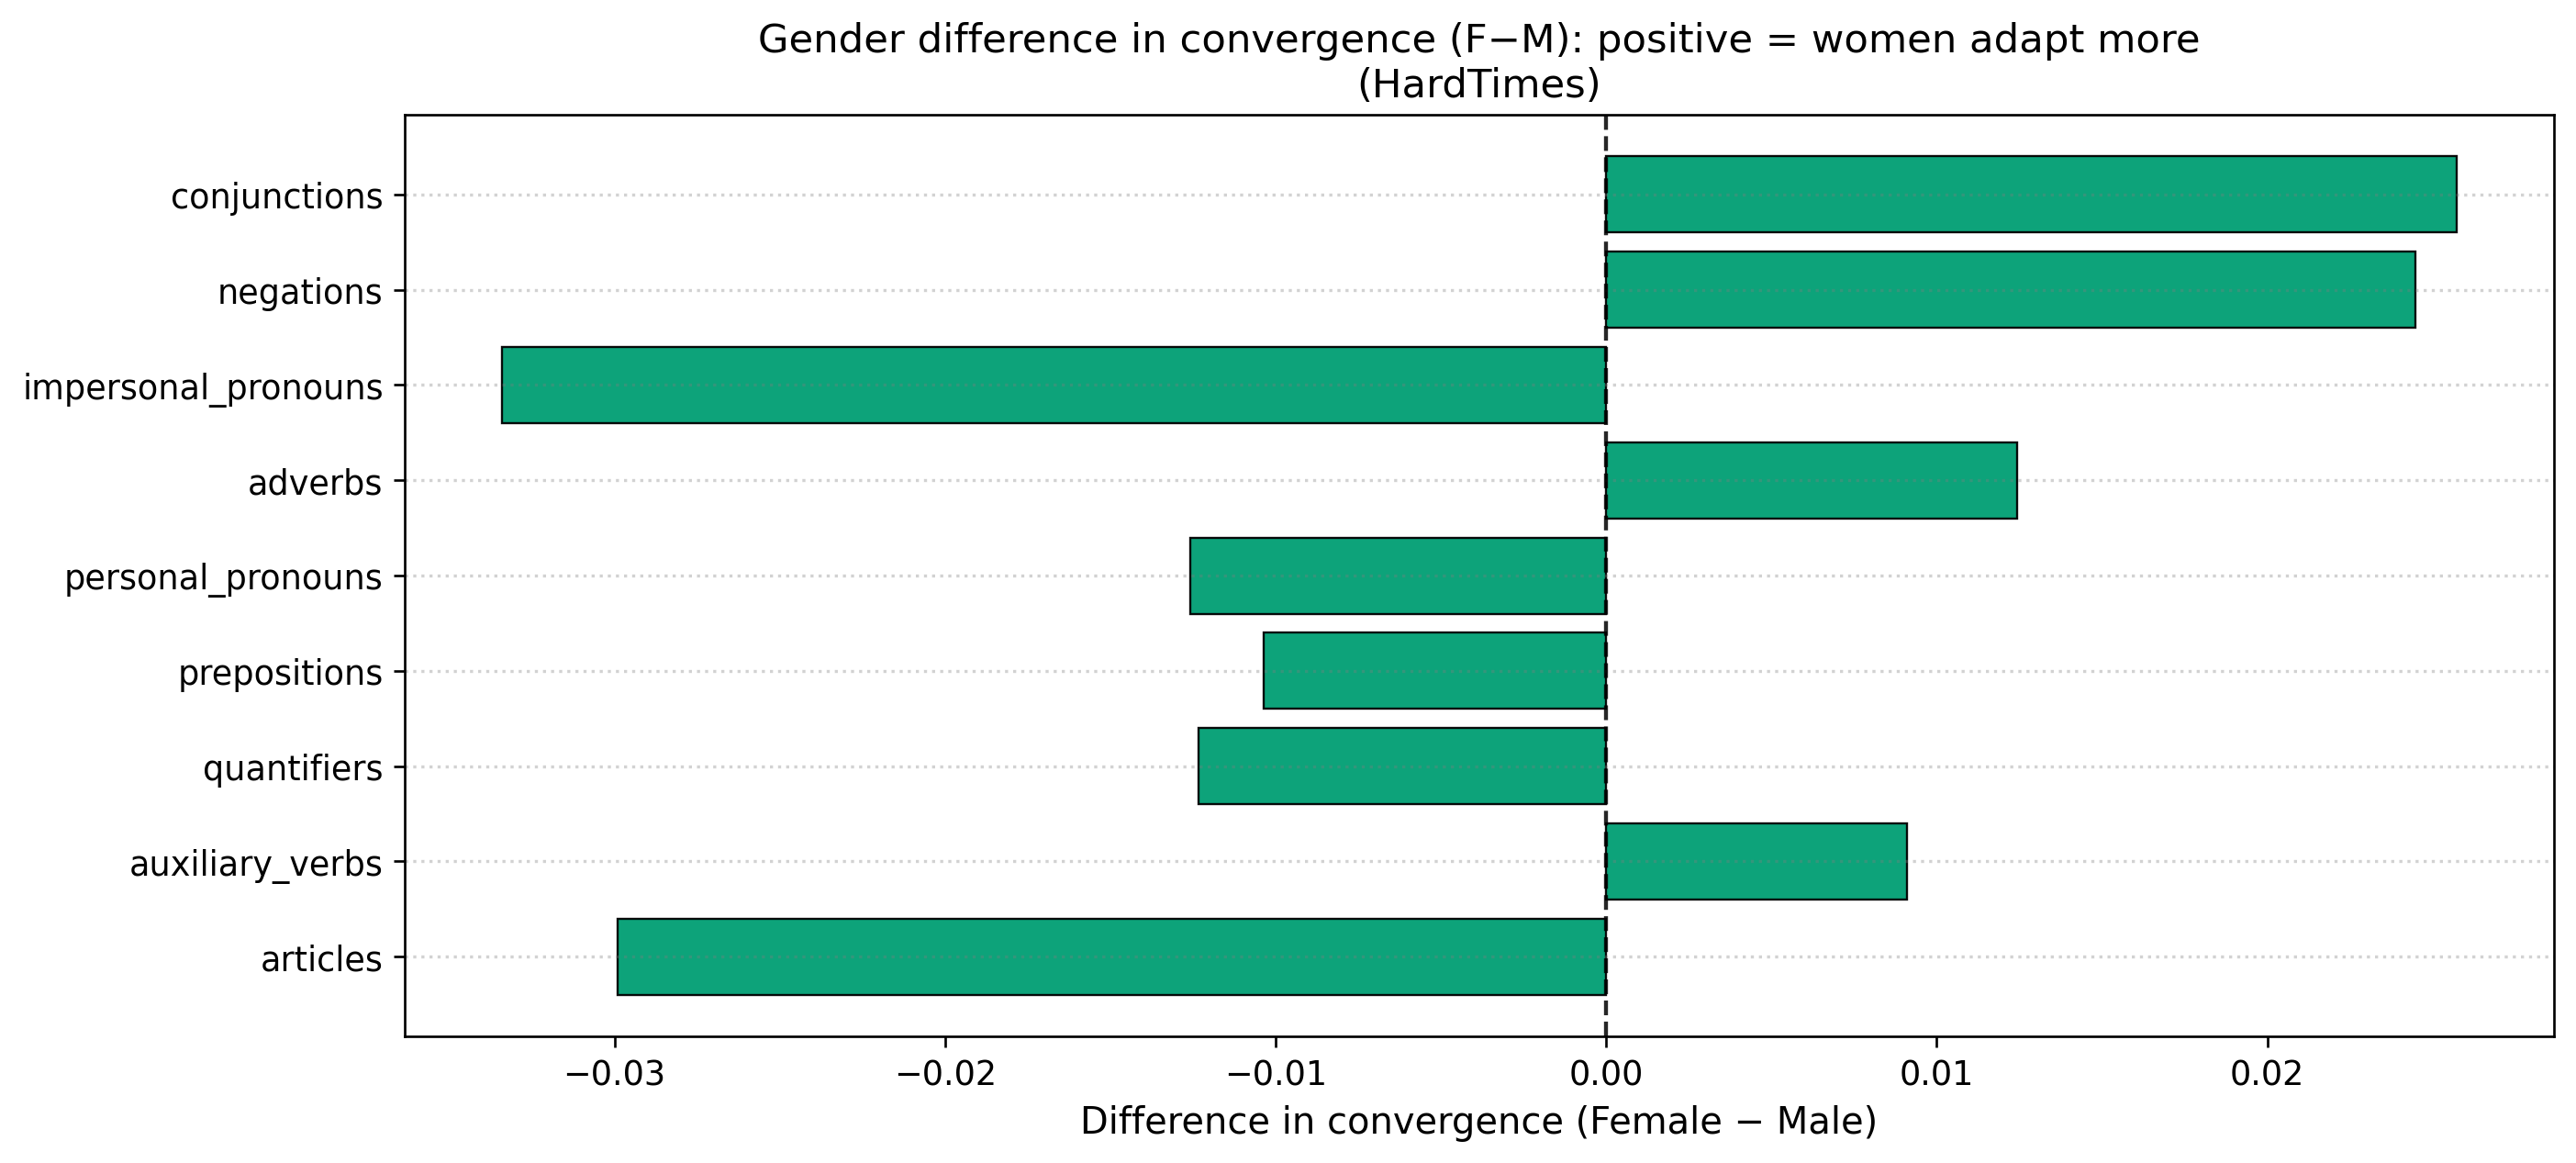 Gender difference in convergence (F−M): positive = women adapt more
(HardTimes)
conjunctions
negations
impersonal_pronouns
adverbs
personal_pronouns
prepositions
quantifiers
auxiliary_verbs
articles
−0.03 −0.02 −0.01 0.00 0.01 0.02
Difference in convergence (Female − Male)